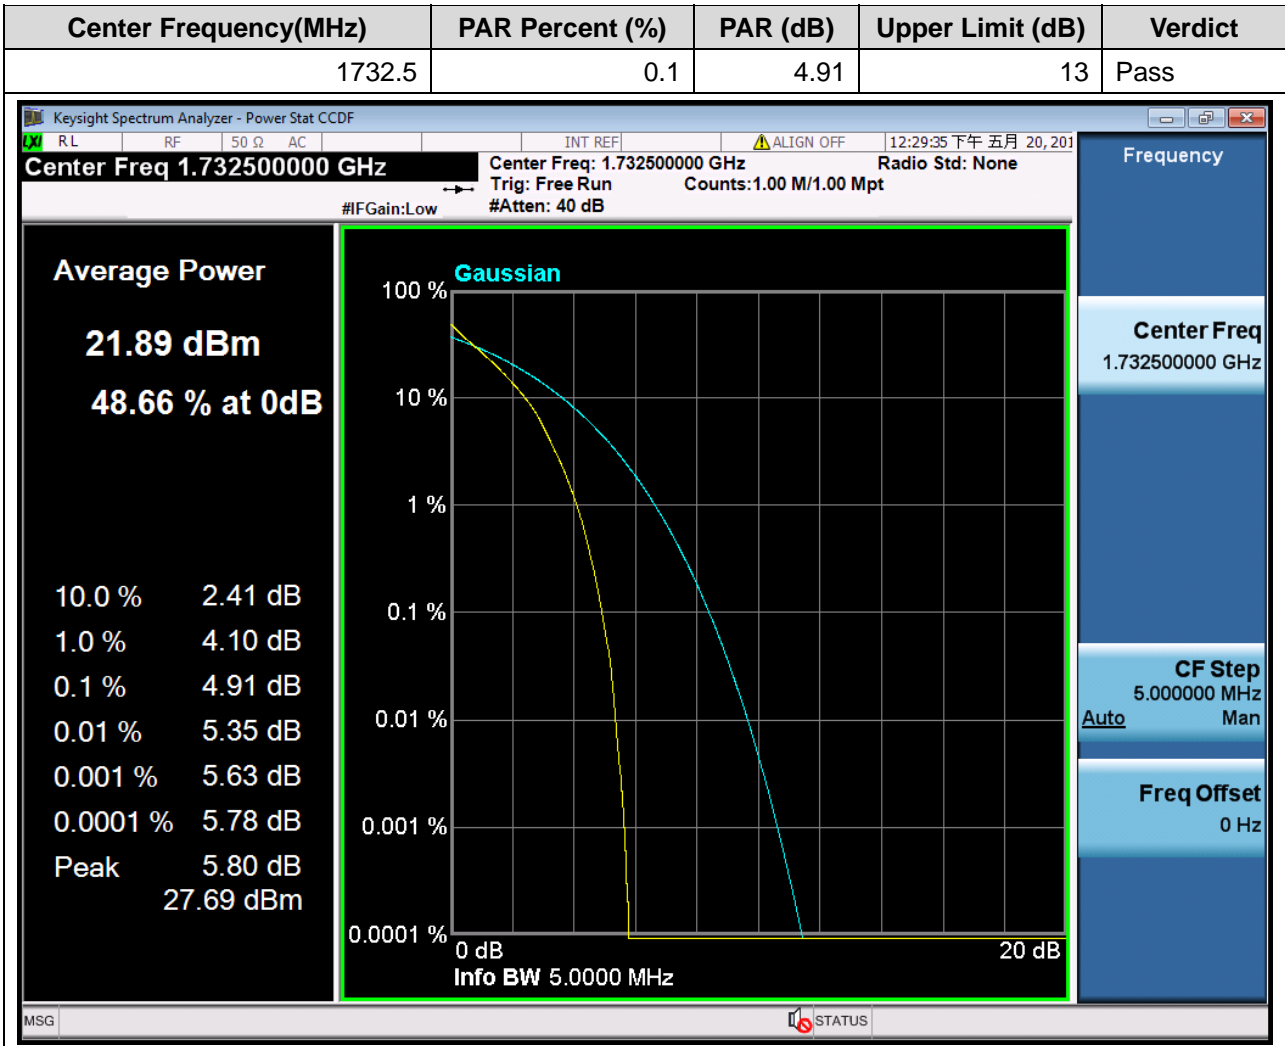 Center Frequency(MHz) PAR Percent (%) PAR (dB) Upper Limit (dB) Verdict
1732.5 0.1 4.91 13 Pass
Keysight Spectrum Analyzer - Power Stat CCDF
LXI RL RF 50 Ω AC INT REF ALIGN OFF 12:29:35 下午 五月 20, 201
Center Freq 1.732500000 GHz
Center Freq: 1.732500000 GHz Radio Std: None
Trig: Free Run Counts:1.00 M/1.00 Mpt
#IFGain:Low #Atten: 40 dB
Average Power
21.89 dBm
48.66 % at 0dB
10.0 % 2.41 dB
1.0 % 4.10 dB
0.1 % 4.91 dB
0.01 % 5.35 dB
0.001 % 5.63 dB
0.0001 % 5.78 dB
Peak 5.80 dB
27.69 dBm
Gaussian
100 %
10 %
1 %
0.1 %
0.01 %
0.001 %
0.0001 %
0 dB 20 dB
Info BW 5.0000 MHz
Frequency
Center Freq
1.732500000 GHz
CF Step
5.000000 MHz
Auto Man
Freq Offset
0 Hz
MSG STATUS